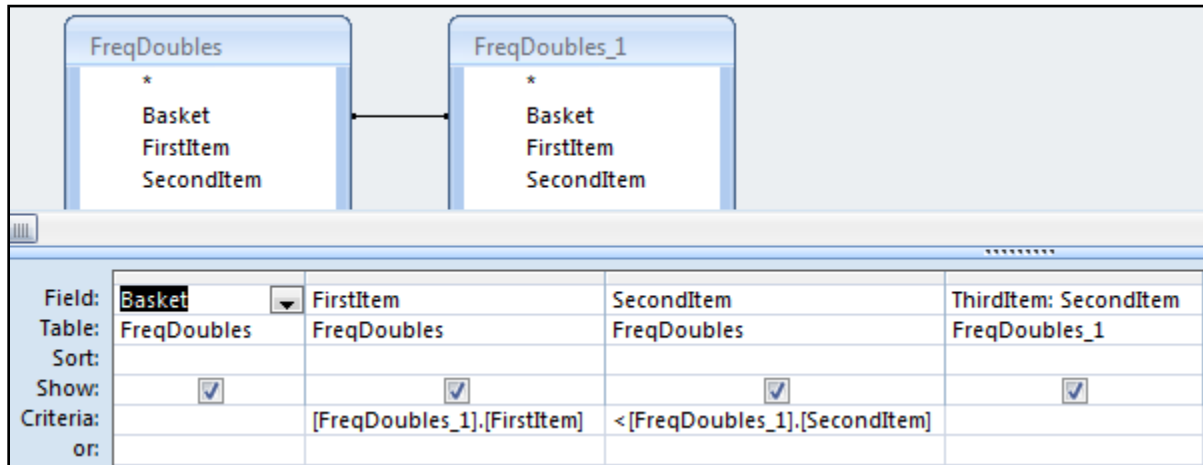 FreqDoubles FreqDoubles_1
* *
Basket Basket
FirstItem FirstItem
SecondItem SecondItem
Field: Basket FirstItem SecondItem ThirdItem: SecondItem
Table: FreqDoubles FreqDoubles FreqDoubles FreqDoubles_1
Sort:
Show:
Criteria: [FreqDoubles_1].[FirstItem] <[FreqDoubles_1].[SecondItem]
or: